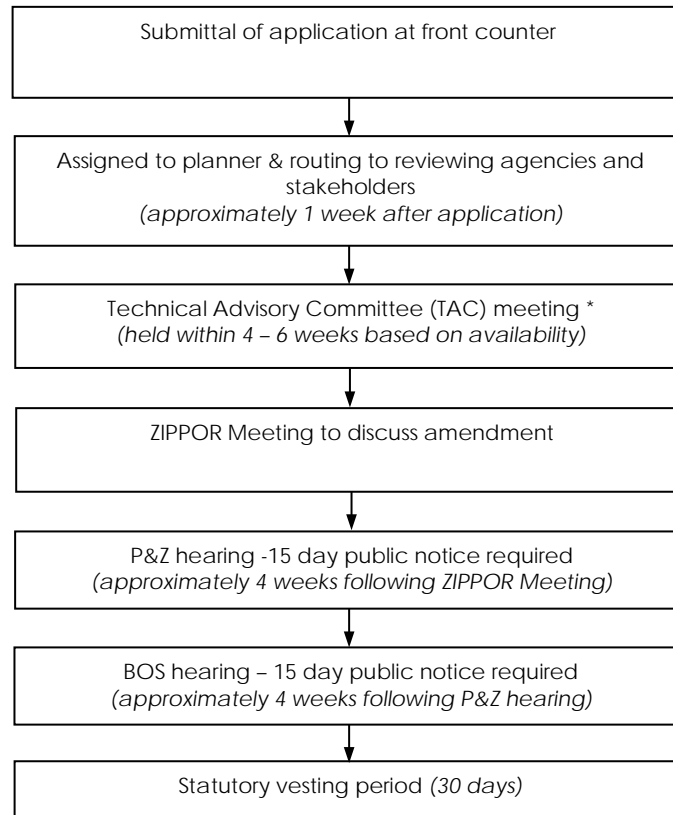 Submittal of application at front counter
Assigned to planner & routing to reviewing agencies and
stakeholders
(approximately 1 week after application)
Technical Advisory Committee (TAC) meeting *
(held within 4 – 6 weeks based on availability)
ZIPPOR Meeting to discuss amendment
P&Z hearing -15 day public notice required
(approximately 4 weeks following ZIPPOR Meeting)
BOS hearing – 15 day public notice required
(approximately 4 weeks following P&Z hearing)
Statutory vesting period (30 days)